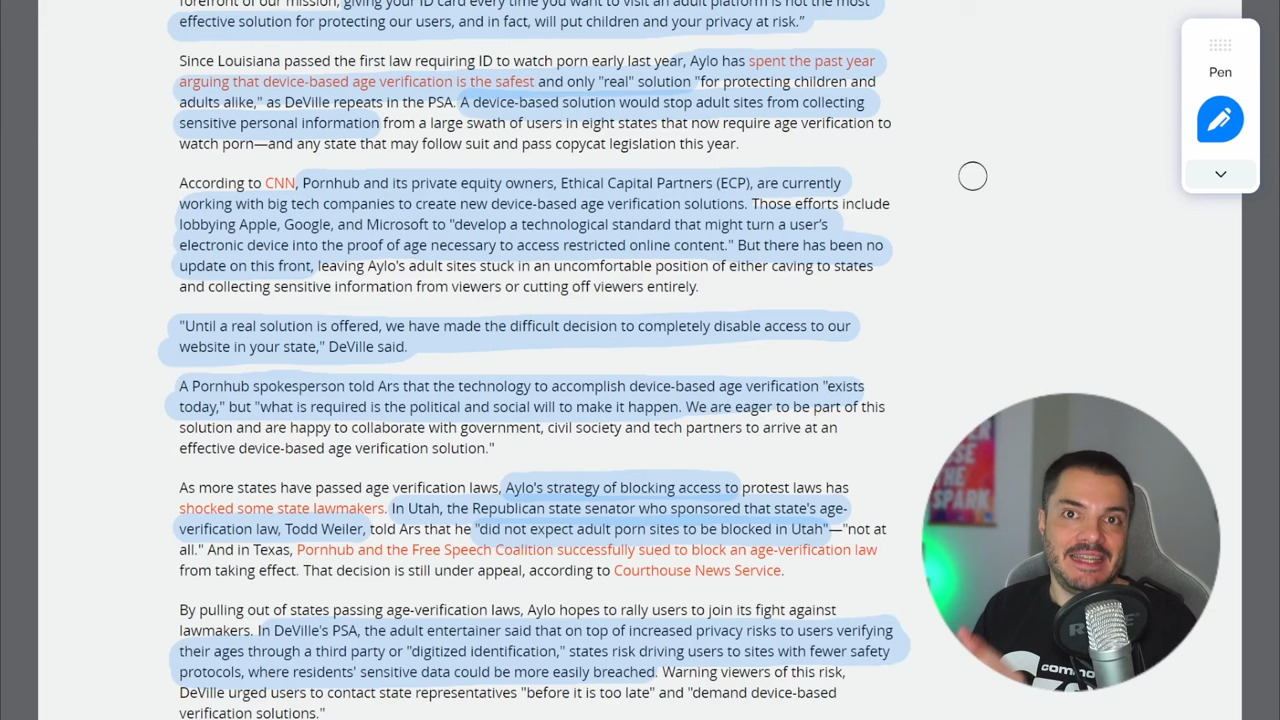 forefront of our mission, giving your ID card every time you want to visit an adult platform is not the most
effective solution for protecting our users, and in fact, will put children and your privacy at risk."
Since Louisiana passed the first law requiring ID to watch porn early last year, Aylo has spent the past year
arguing that device-based age verification is the safest and only "real" solution "for protecting children and
adults alike," as DeVille repeats in the PSA. A device-based solution would stop adult sites from collecting
sensitive personal information from a large swath of users in eight states that now require age verification to
watch porn—and any state that may follow suit and pass copycat legislation this year.
According to CNN, Pornhub and its private equity owners, Ethical Capital Partners (ECP), are currently
working with big tech companies to create new device-based age verification solutions. Those efforts include
lobbying Apple, Google, and Microsoft to "develop a technological standard that might turn a user's
electronic device into the proof of age necessary to access restricted online content." But there has been no
update on this front, leaving Aylo's adult sites stuck in an uncomfortable position of either caving to states
and collecting sensitive information from viewers or cutting off viewers entirely.
"Until a real solution is offered, we have made the difficult decision to completely disable access to our
website in your state," DeVille said.
A Pornhub spokesperson told Ars that the technology to accomplish device-based age verification "exists
today," but "what is required is the political and social will to make it happen. We are eager to be part of this
solution and are happy to collaborate with government, civil society and tech partners to arrive at an
effective device-based age verification solution."
As more states have passed age verification laws, Aylo's strategy of blocking access to protest laws has
shocked some state lawmakers. In Utah, the Republican state senator who sponsored that state's age-
verification law, Todd Weiler, told Ars that he "did not expect adult porn sites to be blocked in Utah"—"not at
all." And in Texas, Pornhub and the Free Speech Coalition successfully sued to block an age-verification law
from taking effect. That decision is still under appeal, according to Courthouse News Service.
By pulling out of states passing age-verification laws, Aylo hopes to rally users to join its fight against
lawmakers. In DeVille's PSA, the adult entertainer said that on top of increased privacy risks to users verifying
their ages through a third party or "digitized identification," states risk driving users to sites with fewer safety
protocols, where residents' sensitive data could be more easily breached. Warning viewers of this risk,
DeVille urged users to contact state representatives "before it is too late" and "demand device-based
verification solutions."
Pen
THE
SPARK